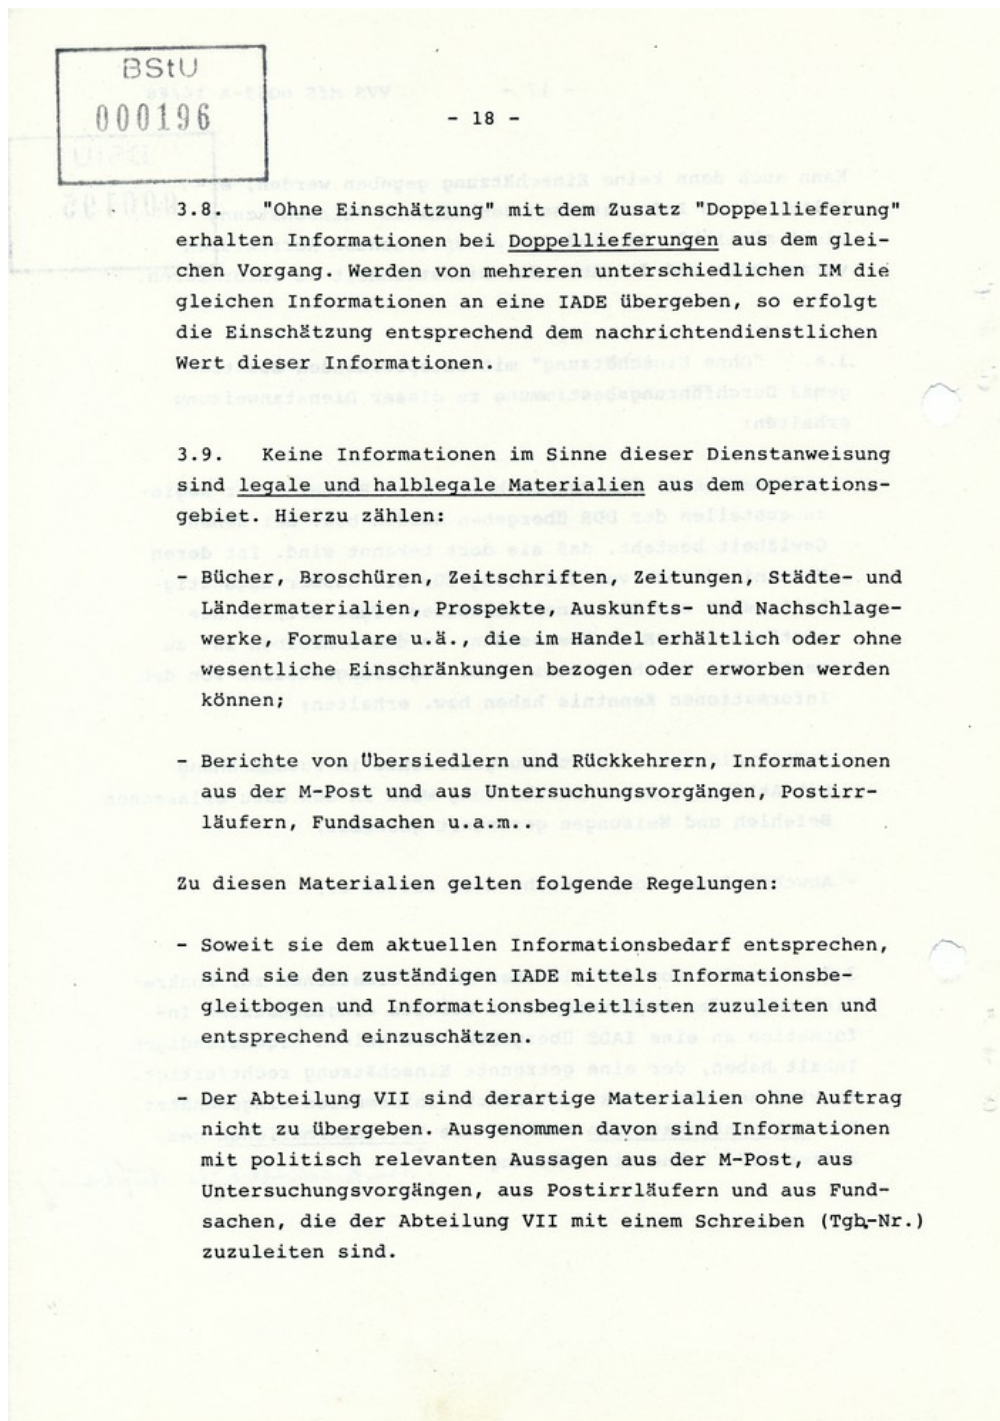 BStU
000196
- 18 -
3.8. "Ohne Einschätzung" mit dem Zusatz "Doppellieferung"
erhalten Informationen bei Doppellieferungen aus dem glei-
chen Vorgang. Werden von mehreren unterschiedlichen IM die
gleichen Informationen an eine IADE übergeben, so erfolgt
die Einschätzung entsprechend dem nachrichtendienstlichen
Wert dieser Informationen.
3.9. Keine Informationen im Sinne dieser Dienstanweisung
sind legale und halblegale Materialien aus dem Operations-
gebiet. Hierzu zählen:
- Bücher, Broschüren, Zeitschriften, Zeitungen, Städte- und
Ländermaterialien, Prospekte, Auskunfts- und Nachschlage-
werke, Formulare u.ä., die im Handel erhältlich oder ohne
wesentliche Einschränkungen bezogen oder erworben werden
können;
- Berichte von Übersiedlern und Rückkehrern, Informationen
aus der M-Post und aus Untersuchungsvorgängen, Postirr-
läufern, Fundsachen u.a.m..
Zu diesen Materialien gelten folgende Regelungen:
- Soweit sie dem aktuellen Informationsbedarf entsprechen,
sind sie den zuständigen IADE mittels Informationsbe-
gleitbogen und Informationsbegleitlisten zuzuleiten und
entsprechend einzuschätzen.
- Der Abteilung VII sind derartige Materialien ohne Auftrag
nicht zu übergeben. Ausgenommen davon sind Informationen
mit politisch relevanten Aussagen aus der M-Post, aus
Untersuchungsvorgängen, aus Postirrläufern und aus Fund-
sachen, die der Abteilung VII mit einem Schreiben (Tgb.-Nr.)
zuzuleiten sind.